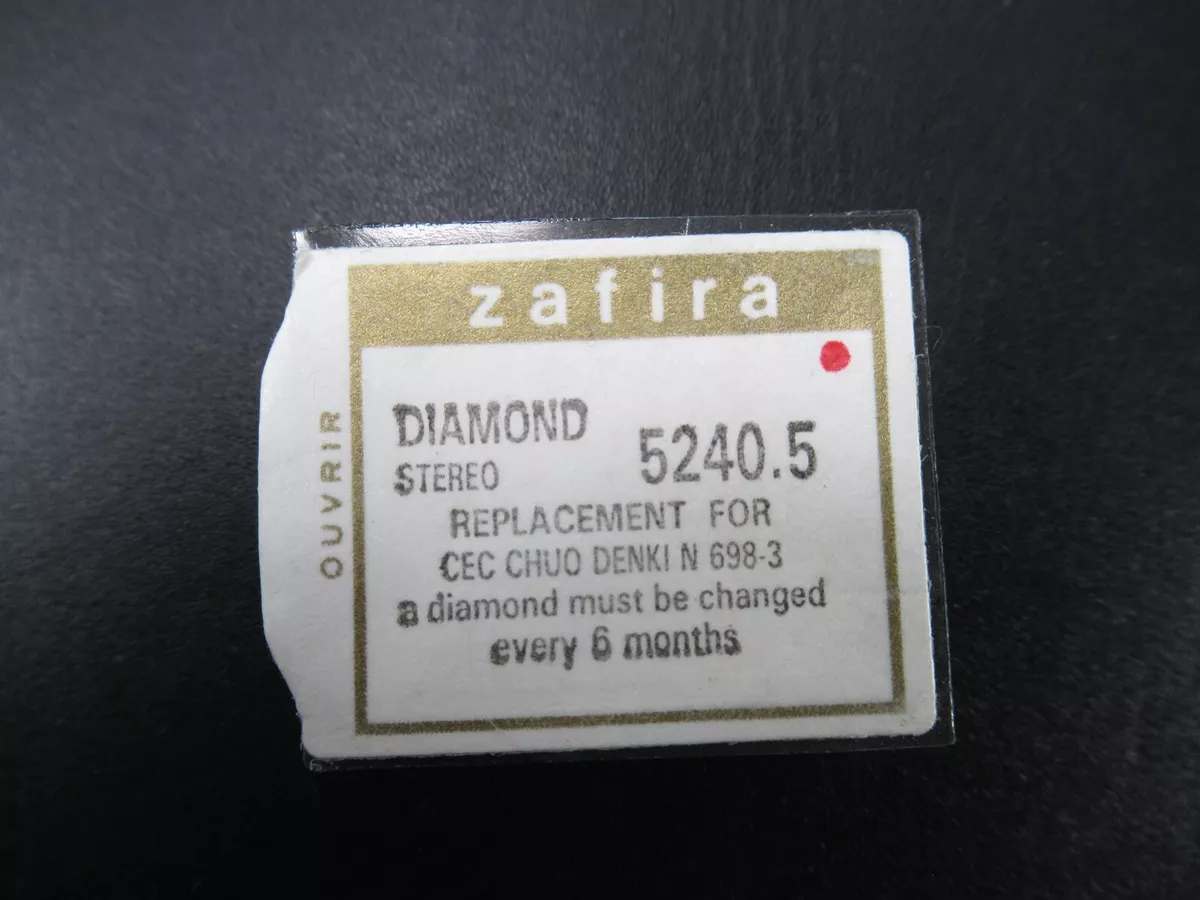 zafira
OUVRIR
DIAMOND
STEREO
5240.5
REPLACEMENT FOR
CEC CHUO DENKI N 698-3
a diamond must be changed
every 6 months